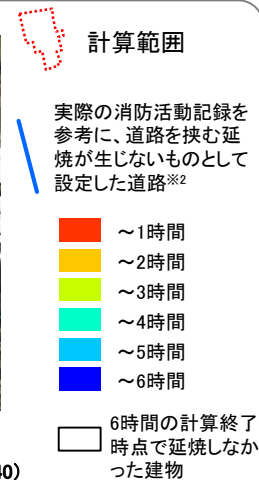 計算範囲
実際の消防活動記録を
参考に、道路を挟む延
焼が生じないものとして
設定した道路※2
～1時間
～2時間
～3時間
～4時間
～5時間
～6時間
6時間の計算終了
時点で延焼しなか
った建物
40)